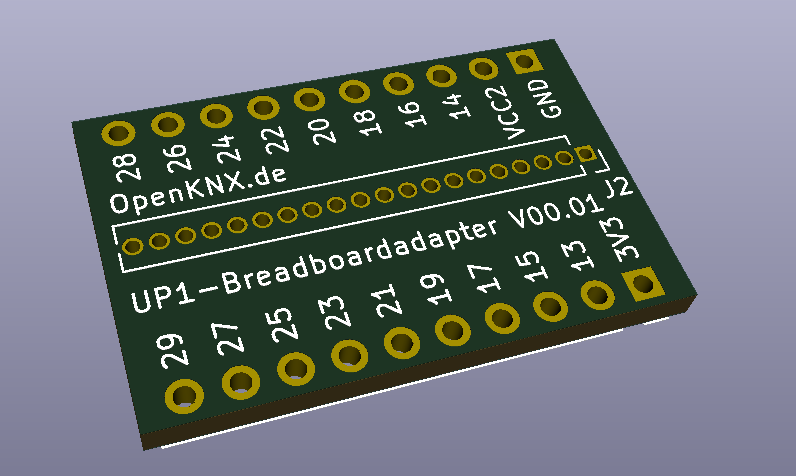 28 26 24 22 20 18 16 14 VCC2 GND
OpenKNX.de
J2
UP1-Breadboardadapter V00.01
29 27 25 23 21 19 17 15 13 3V3